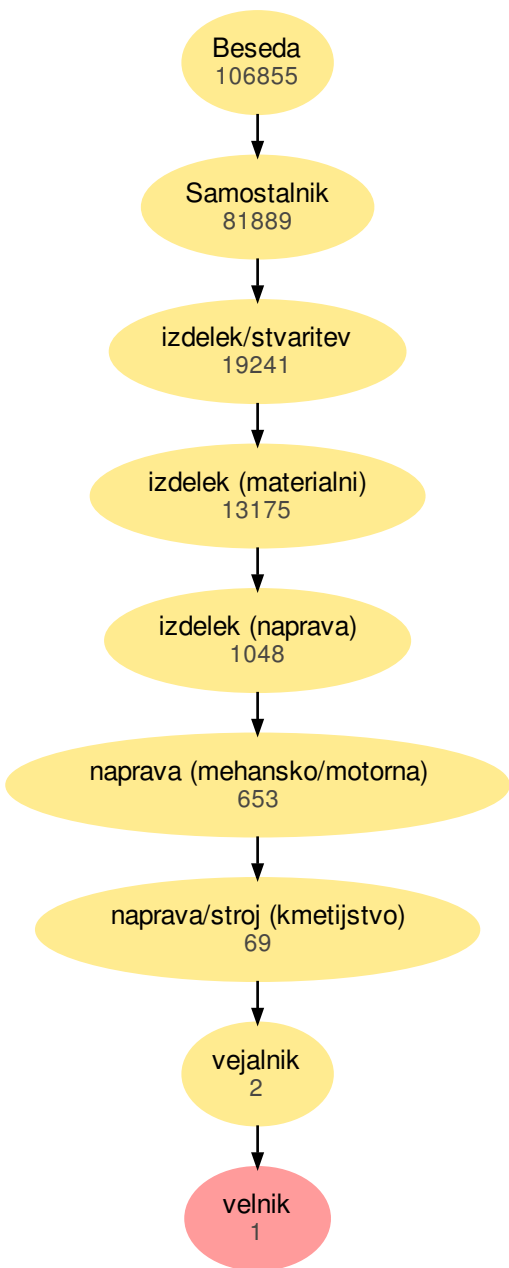 Beseda
106855
Samostalnik
81889
izdelek/stvaritev
19241
izdelek (materialni)
13175
izdelek (naprava)
1048
naprava (mehansko/motorna)
653
naprava/stroj (kmetijstvo)
69
vejalnik
2
velnik
1